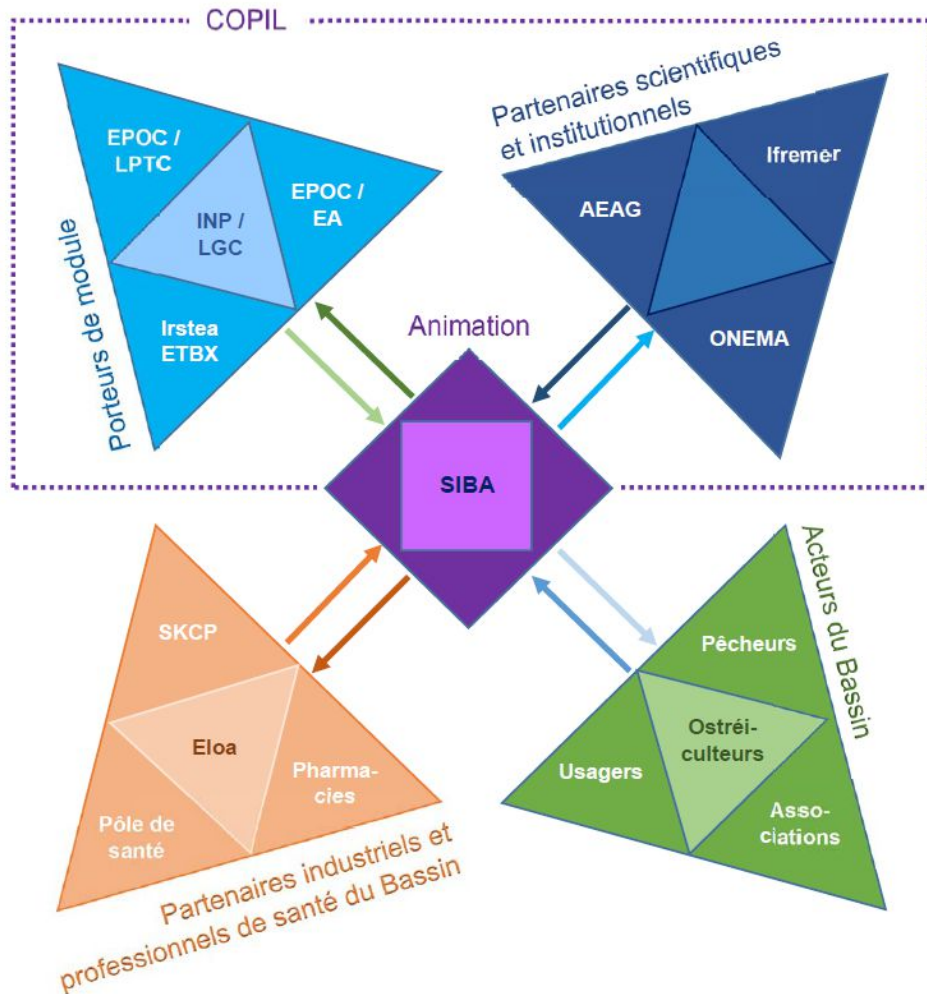 COPIL
EPOC /
LPTC
EPOC /
EA
INP /
LGC
Irstea
ETBX
Porteurs de module
Partenaires scientifiques
et institutionnels
Ifremer
AEAG
ONEMA
Animation
SIBA
SKCP
Eloa
Pharma-
cies
Pôle de
santé
Partenaires industriels et
professionnels de santé du Bassin
Acteurs du Bassin
Pêcheurs
Ostréi-
culteurs
Usagers
Asso-
ciations